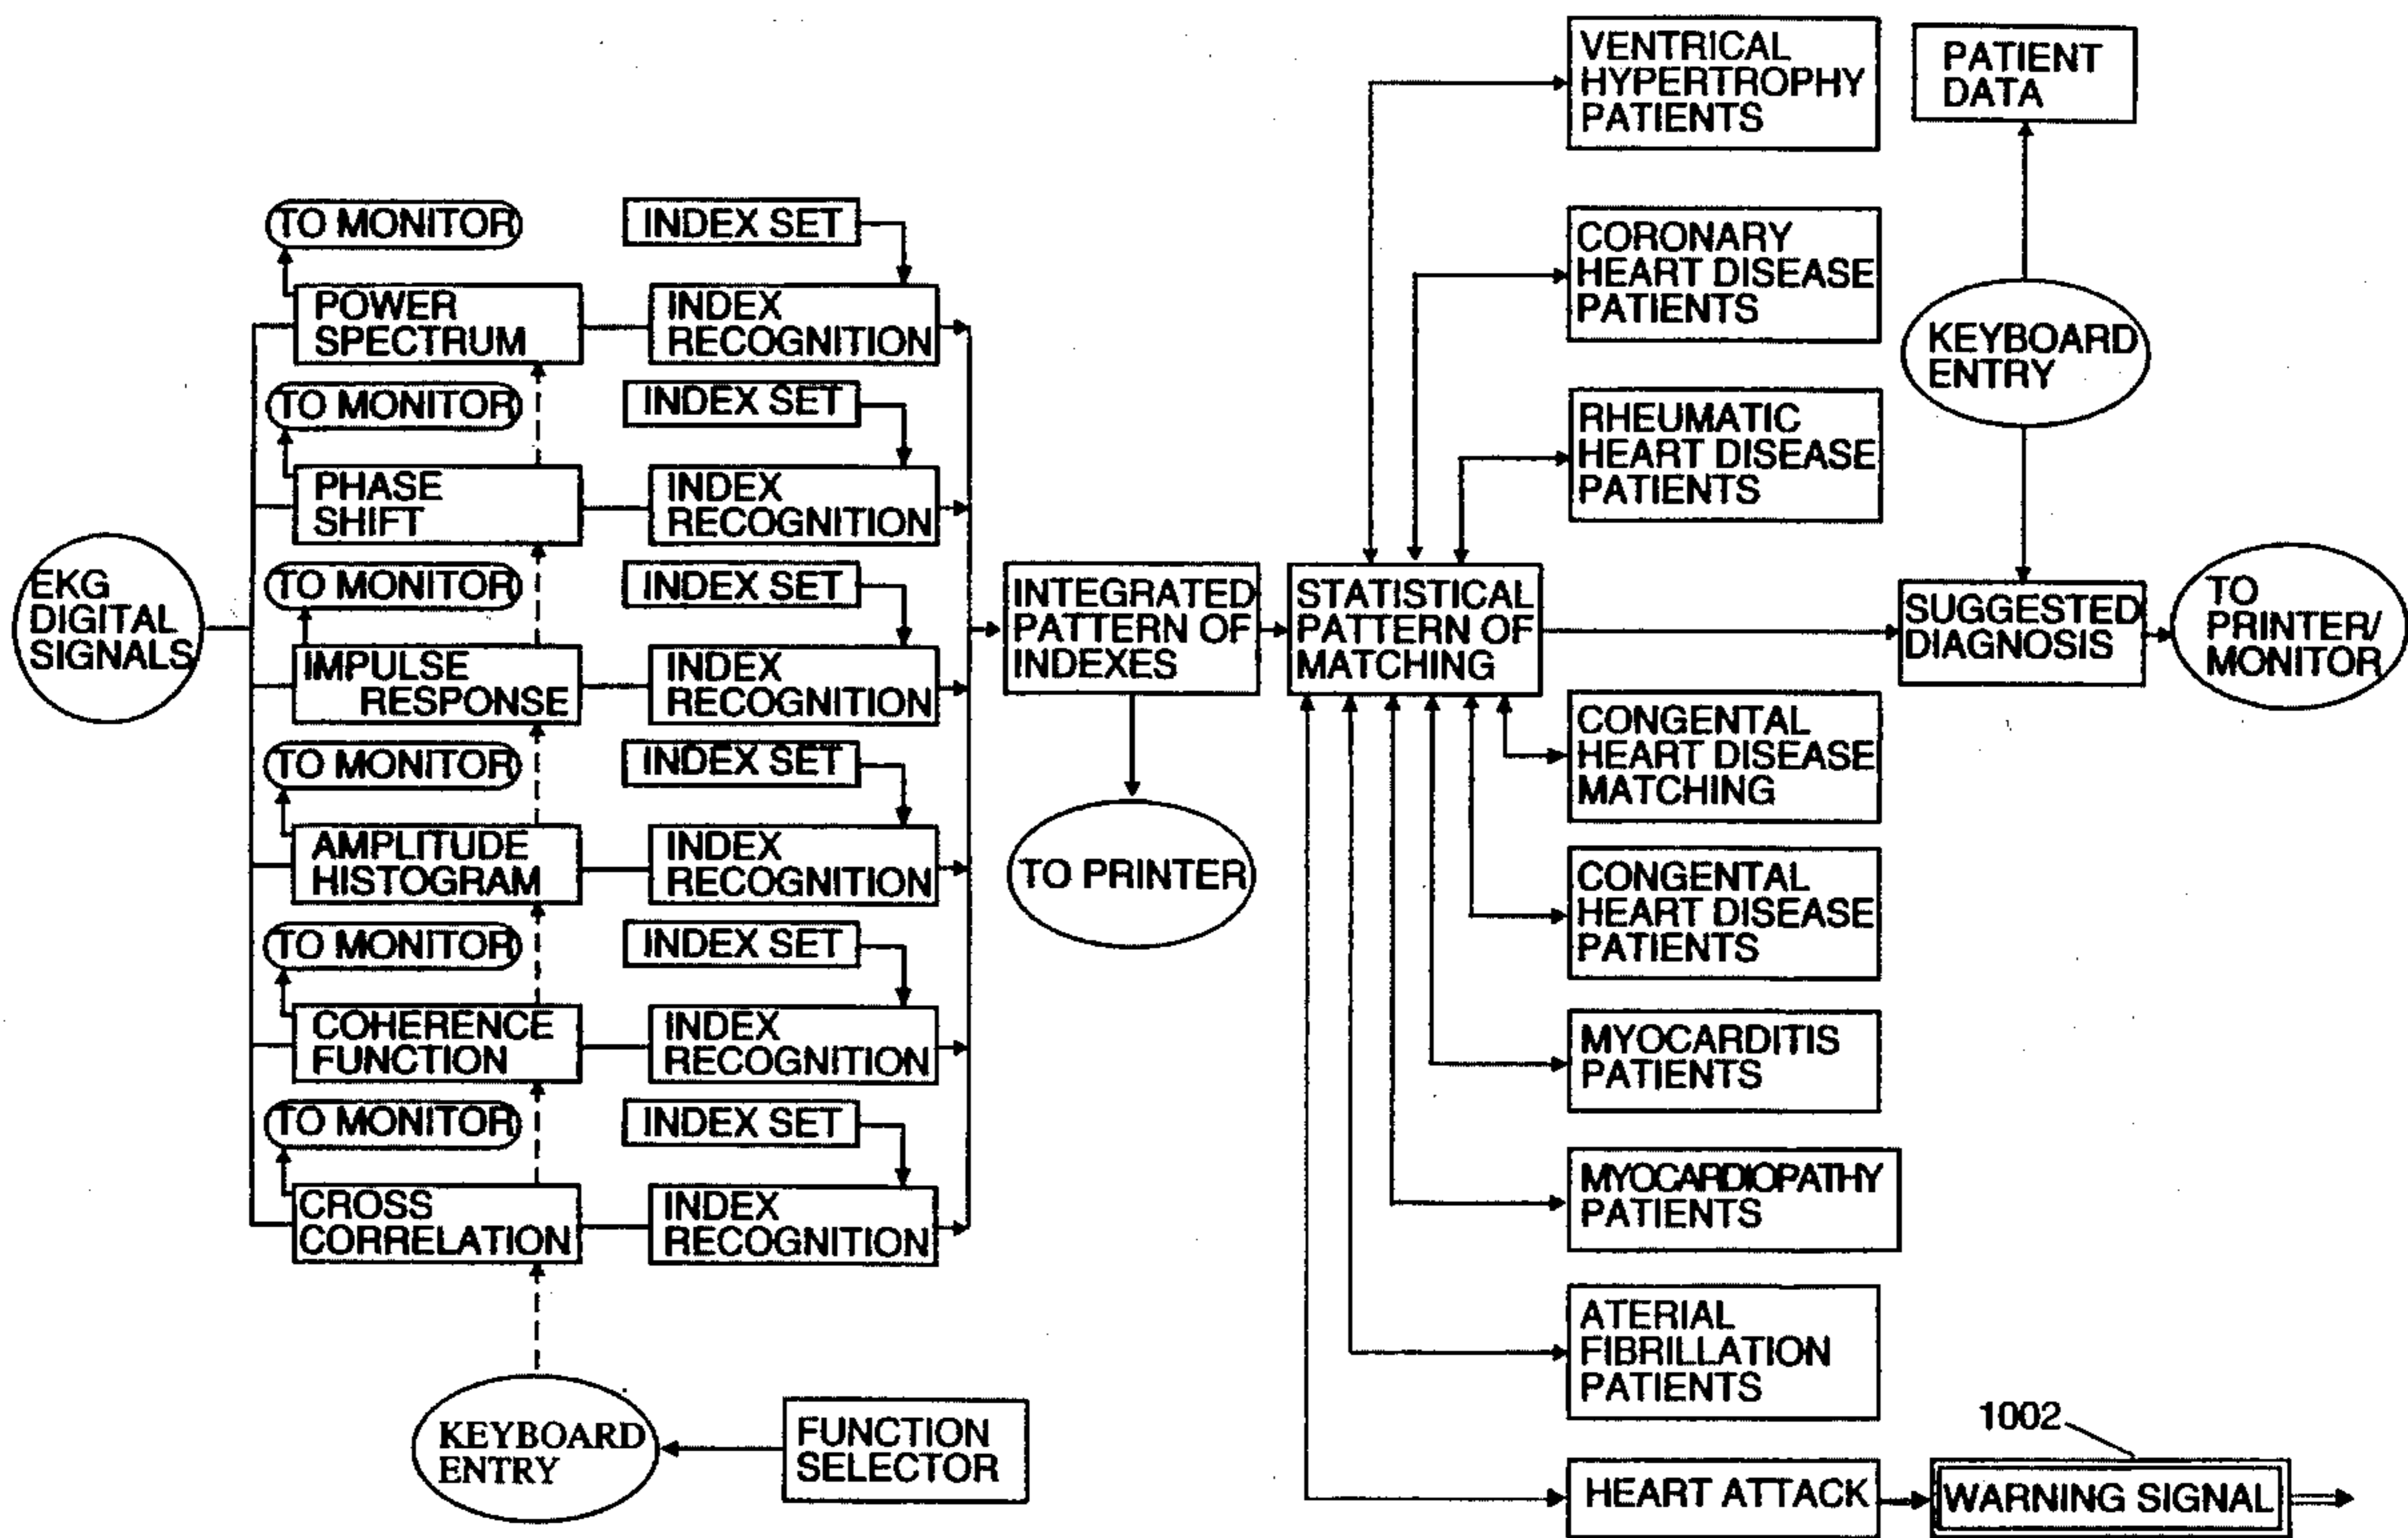 EKG
DIGITAL
SIGNALS
TO MONITOR
INDEX SET
POWER
SPECTRUM
INDEX
RECOGNITION
TO MONITOR
INDEX SET
PHASE
SHIFT
INDEX
RECOGNITION
TO MONITOR
INDEX SET
IMPULSE
RESPONSE
INDEX
RECOGNITION
TO MONITOR
INDEX SET
AMPLITUDE
HISTOGRAM
INDEX
RECOGNITION
TO MONITOR
INDEX SET
COHERENCE
FUNCTION
INDEX
RECOGNITION
TO MONITOR
INDEX SET
CROSS
CORRELATION
INDEX
RECOGNITION
KEYBOARD
ENTRY
FUNCTION
SELECTOR
INTEGRATED
PATTERN OF
INDEXES
TO PRINTER
STATISTICAL
PATTERN OF
MATCHING
VENTRICAL
HYPERTROPHY
PATIENTS
CORONARY
HEART DISEASE
PATIENTS
RHEUMATIC
HEART DISEASE
PATIENTS
CONGENTAL
HEART DISEASE
MATCHING
CONGENTAL
HEART DISEASE
PATIENTS
MYOCARDITIS
PATIENTS
MYOCARDIOPATHY
PATIENTS
ATERIAL
FIBRILLATION
PATIENTS
HEART ATTACK
1002
WARNING SIGNAL
PATIENT
DATA
KEYBOARD
ENTRY
SUGGESTED
DIAGNOSIS
TO
PRINTER/
MONITOR